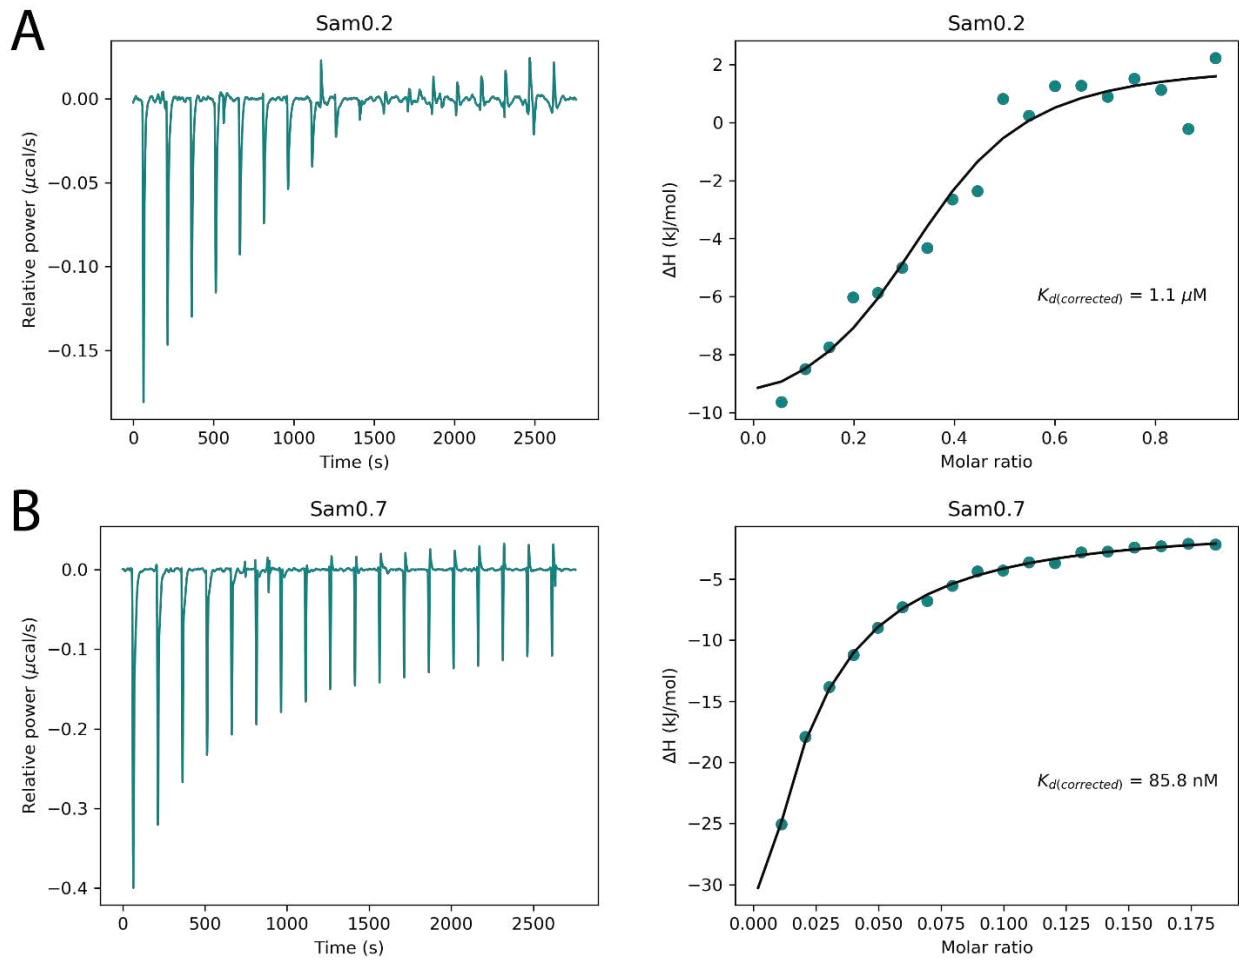 A
Sam0.2
0.00
−0.05
−0.10
−0.15
Relative power (μcal/s)
0
500
1000
1500
2000
2500
Time (s)
Sam0.2
2
0
−2
−4
−6
−8
−10
ΔH (kJ/mol)
K_d(corrected) = 1.1 μM
0.0
0.2
0.4
0.6
0.8
Molar ratio
B
Sam0.7
0.0
−0.1
−0.2
−0.3
−0.4
Relative power (μcal/s)
0
500
1000
1500
2000
2500
Time (s)
Sam0.7
−5
−10
−15
−20
−25
−30
ΔH (kJ/mol)
K_d(corrected) = 85.8 nM
0.000
0.025
0.050
0.075
0.100
0.125
0.150
0.175
Molar ratio